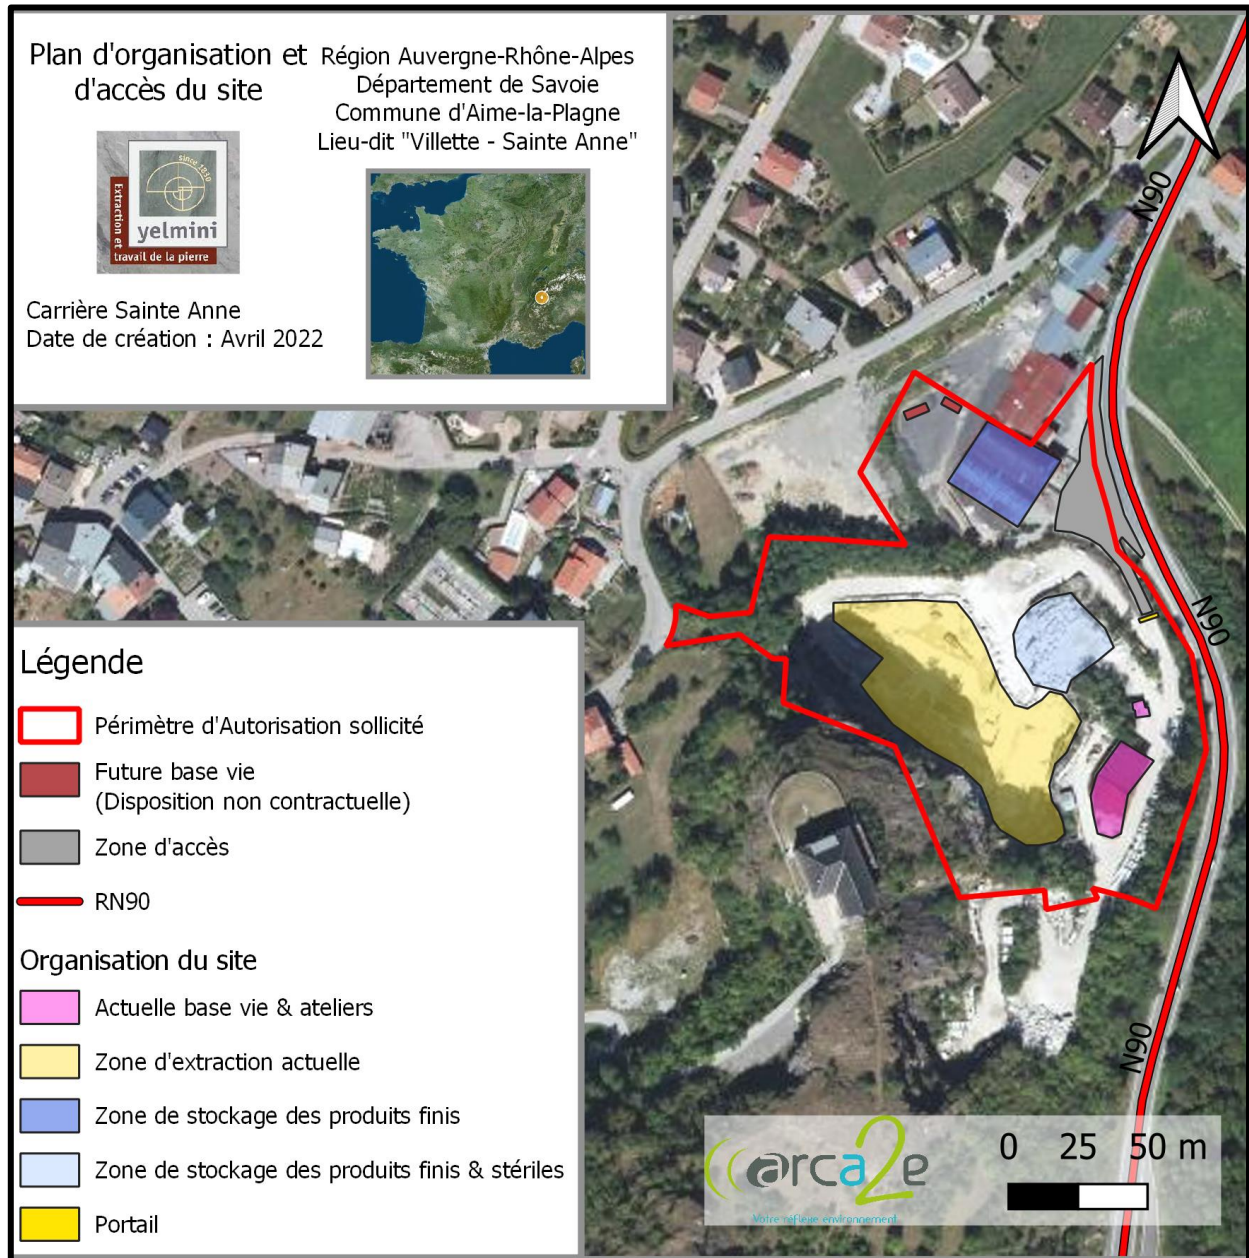 Plan d'organisation et
d'accès du site
Région Auvergne-Rhône-Alpes
Département de Savoie
Commune d'Aime-la-Plagne
Lieu-dit "Villette - Sainte Anne"
since 1830
yelmini
Extraction et
travail de la pierre
Carrière Sainte Anne
Date de création : Avril 2022
N90
N90
N90
Légende
Périmètre d'Autorisation sollicité
Future base vie
(Disposition non contractuelle)
Zone d'accès
RN90
Organisation du site
Actuelle base vie & ateliers
Zone d'extraction actuelle
Zone de stockage des produits finis
Zone de stockage des produits finis & stériles
Portail
arca2e
Votre réflexe environnement
0 25 50 m